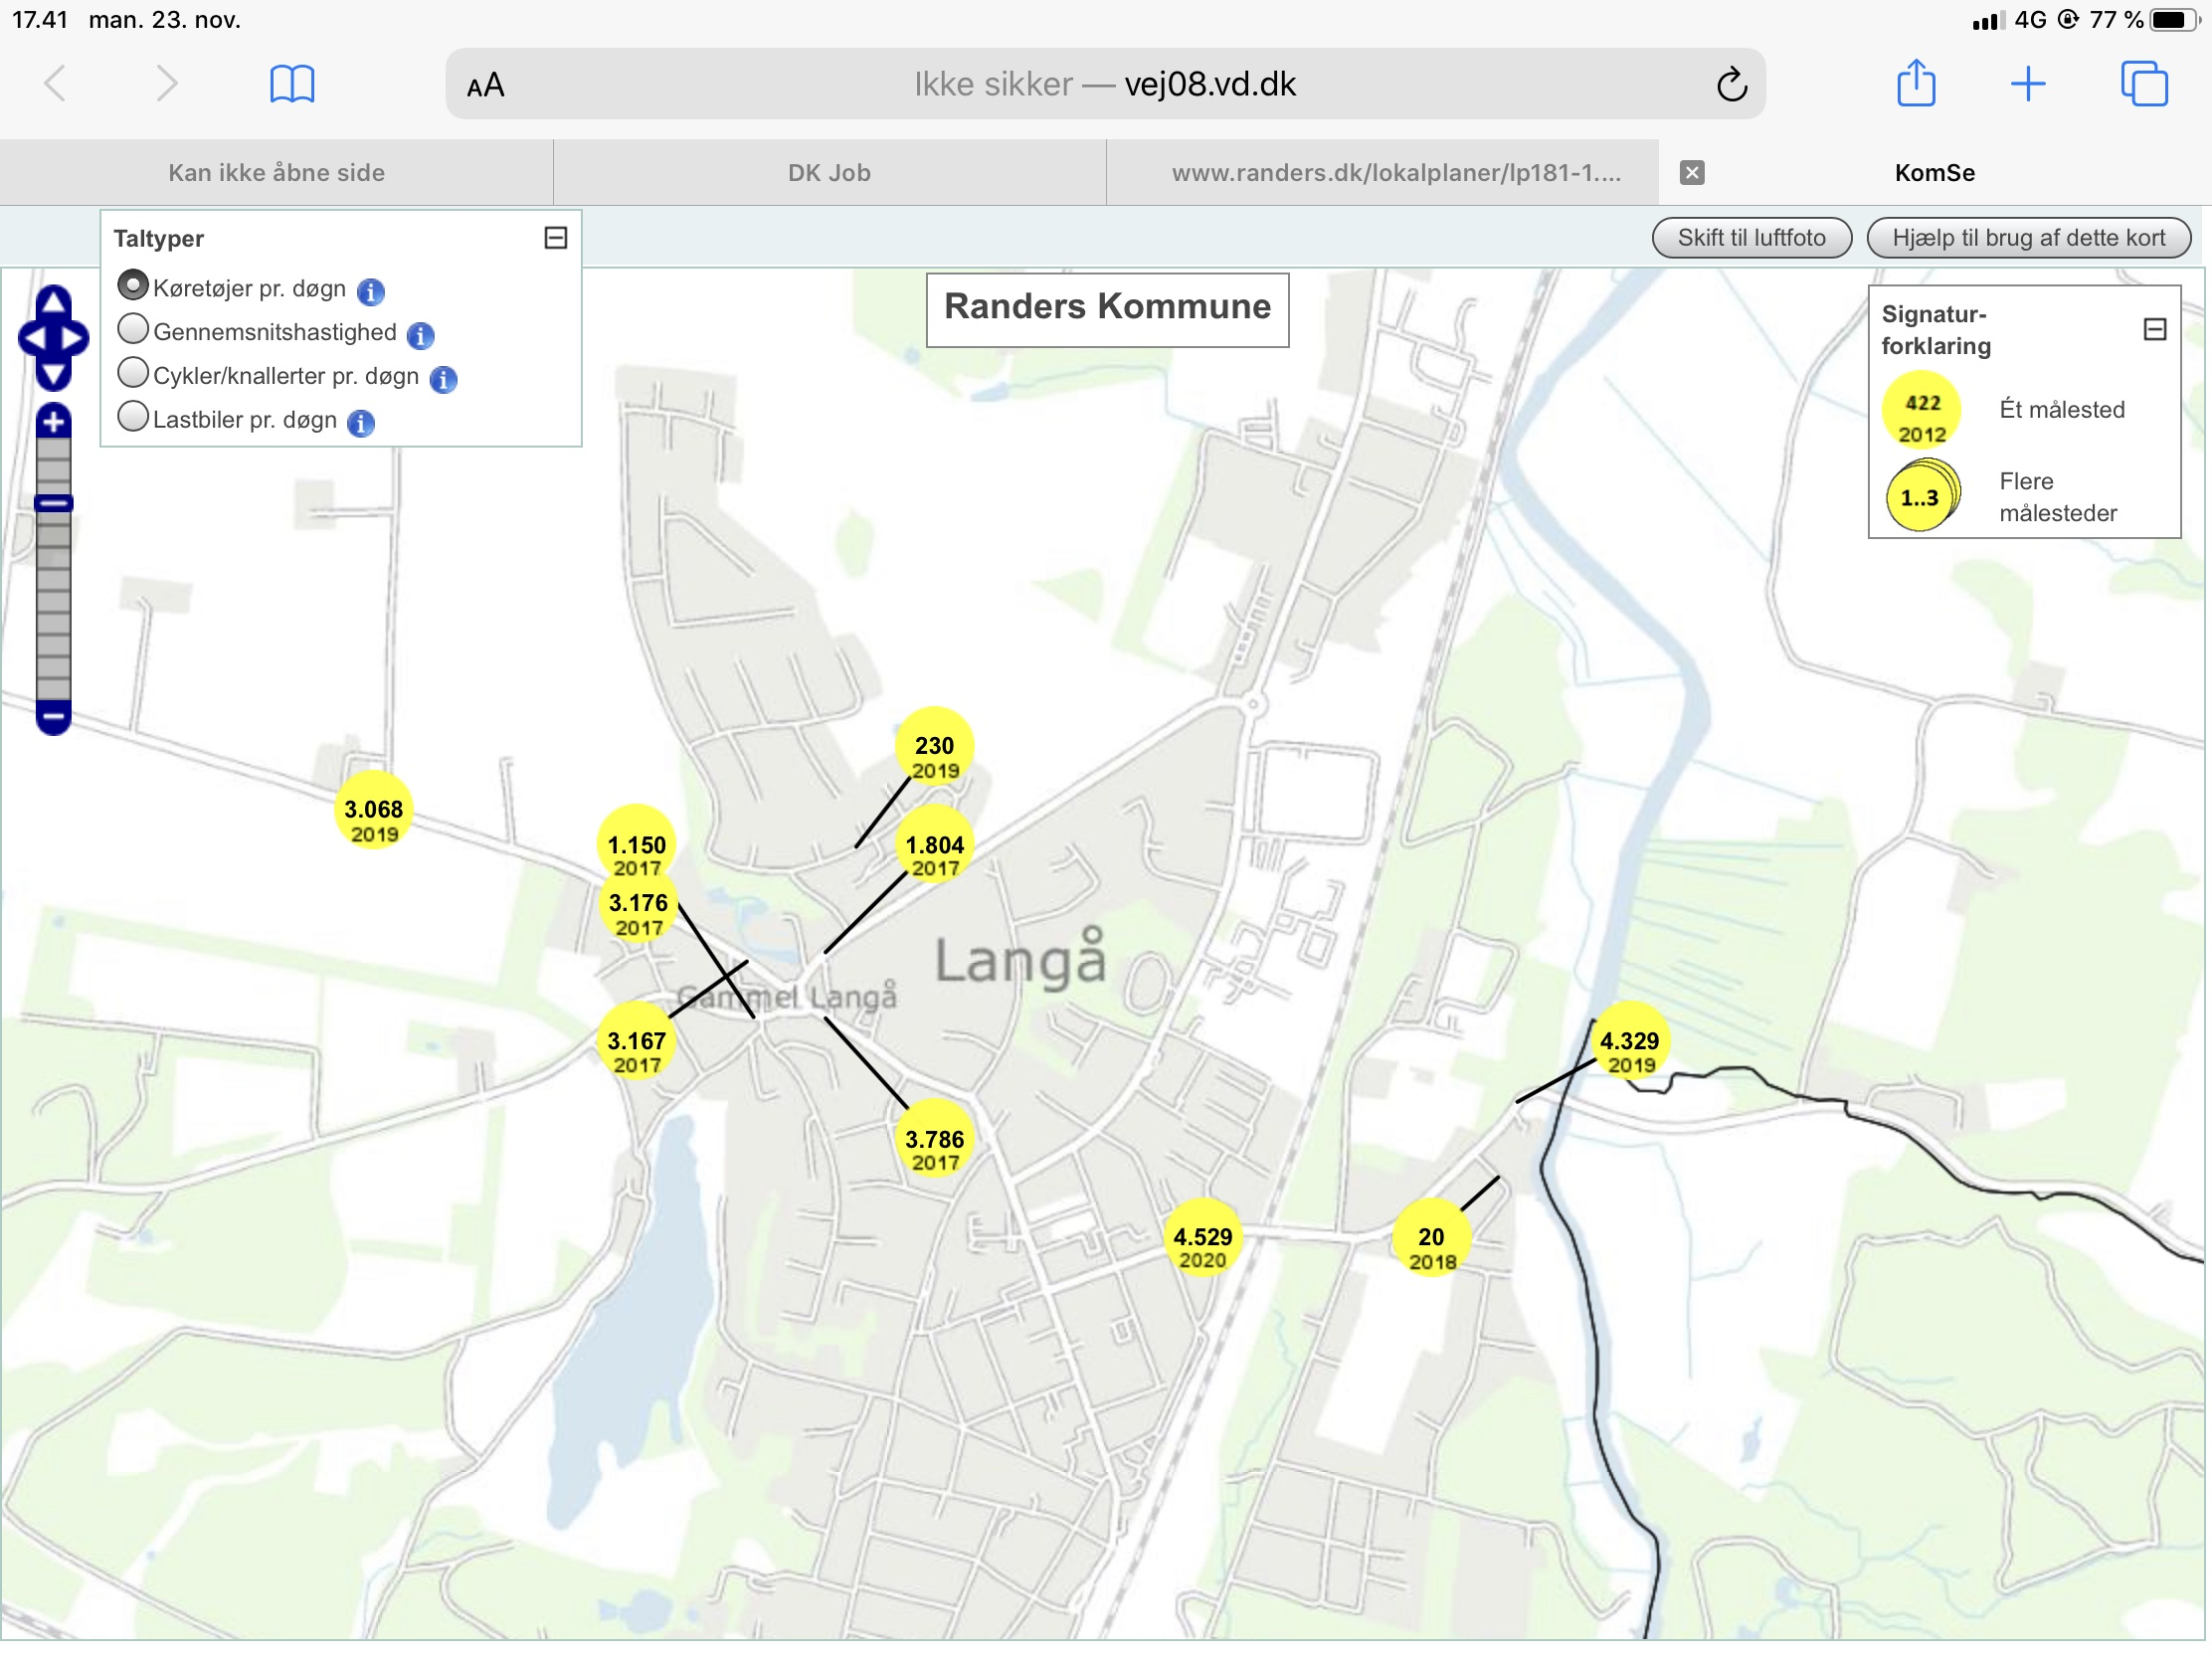 17.41 man. 23. nov.
4G 77 %
AA
Ikke sikker — vej08.vd.dk
Kan ikke åbne side
DK Job
www.randers.dk/lokalplaner/lp181-1....
KomSe
Taltyper
Køretøjer pr. døgn i
Gennemsnitshastighed i
Cykler/knallerter pr. døgn i
Lastbiler pr. døgn i
Skift til luftfoto
Hjælp til brug af dette kort
Randers Kommune
Signatur-
forklaring
422
2012
Ét målested
1..3
Flere
målesteder
230
2019
3.068
2019
1.150
2017
1.804
2017
3.176
2017
Langå
Gammel Langå
3.167
2017
4.329
2019
3.786
2017
4.529
2020
20
2018